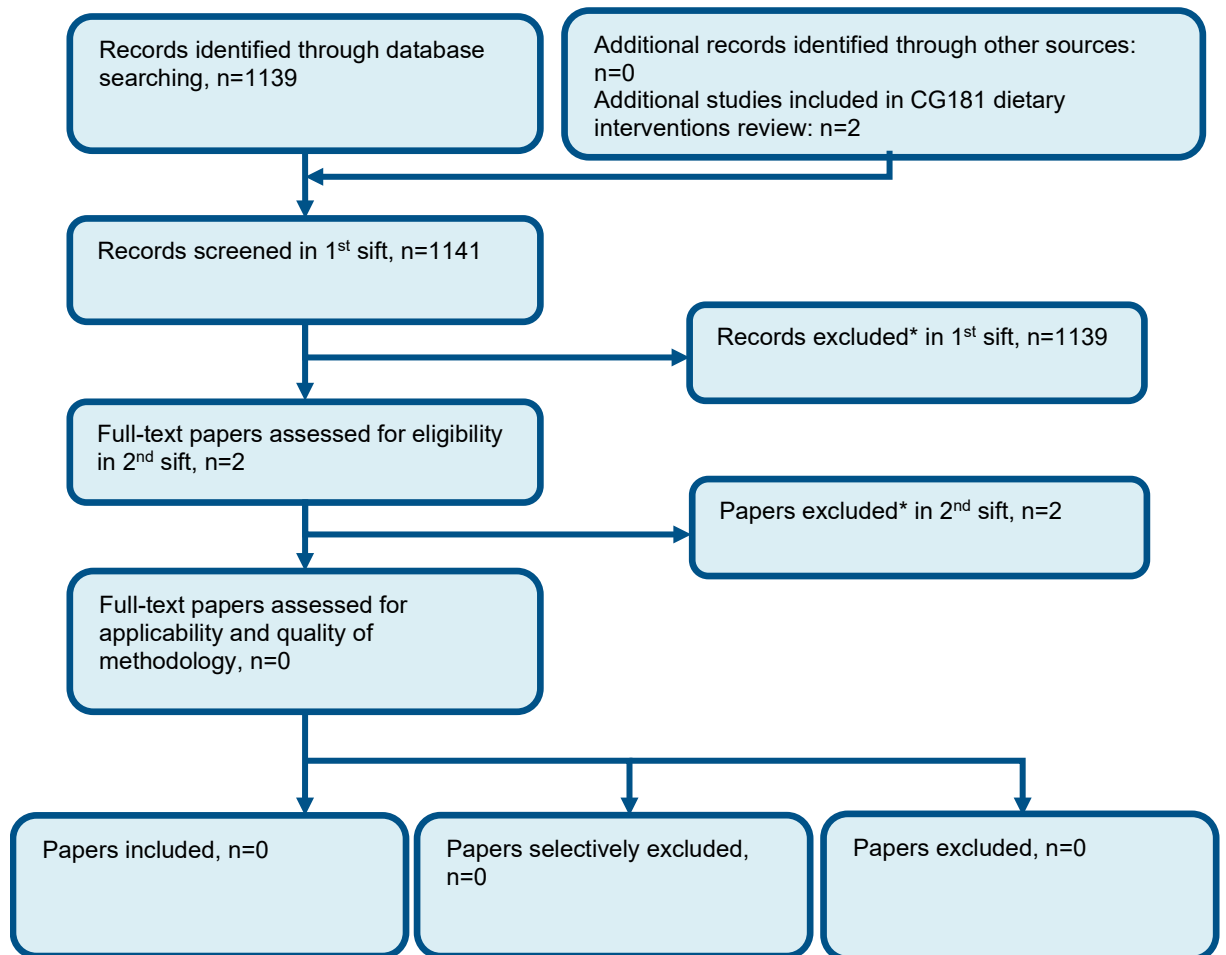 Records identified through database
searching, n=1139
Additional records identified through other sources:
n=0
Additional studies included in CG181 dietary
interventions review: n=2
Records screened in 1st sift, n=1141
Records excluded* in 1st sift, n=1139
Full-text papers assessed for eligibility
in 2nd sift, n=2
Papers excluded* in 2nd sift, n=2
Full-text papers assessed for
applicability and quality of
methodology, n=0
Papers included, n=0
Papers selectively excluded,
n=0
Papers excluded, n=0